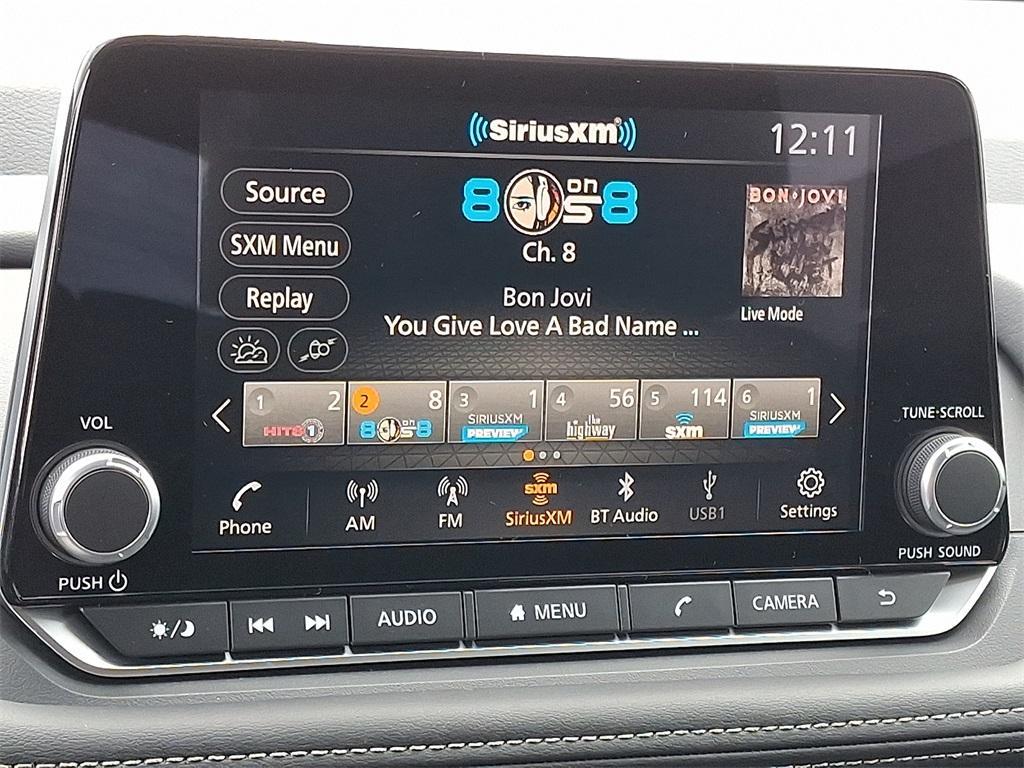 SiriusXM
12:11
Source
SXM Menu
Replay
80s on 8
Ch. 8
Bon Jovi
You Give Love A Bad Name ...
BON JOVI
Live Mode
1 2
HITS 1
2 8
80s on 8
3 1
SIRIUSXM
PREVIEW
4 56
the
highway
5 114
sxm
6 1
SIRIUSXM
PREVIEW
Phone
AM
FM
sxm
SiriusXM
BT Audio
USB1
Settings
VOL
PUSH
TUNE·SCROLL
PUSH SOUND
AUDIO
MENU
CAMERA